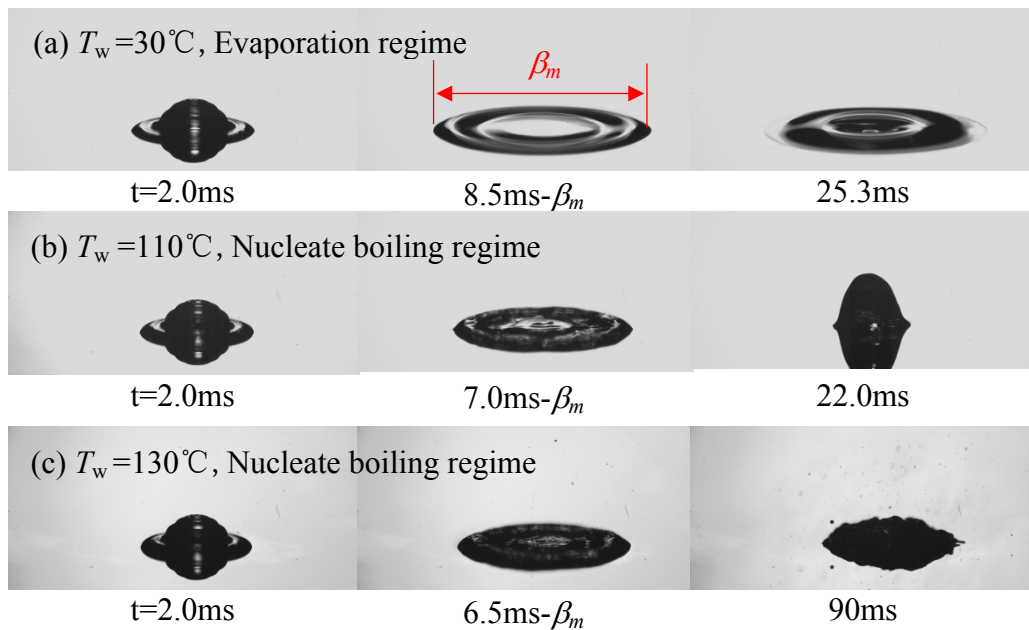 (a) Tw =30℃, Evaporation regime
βm
t=2.0ms
8.5ms-βm
25.3ms
(b) Tw =110℃, Nucleate boiling regime
t=2.0ms
7.0ms-βm
22.0ms
(c) Tw =130℃, Nucleate boiling regime
t=2.0ms
6.5ms-βm
90ms